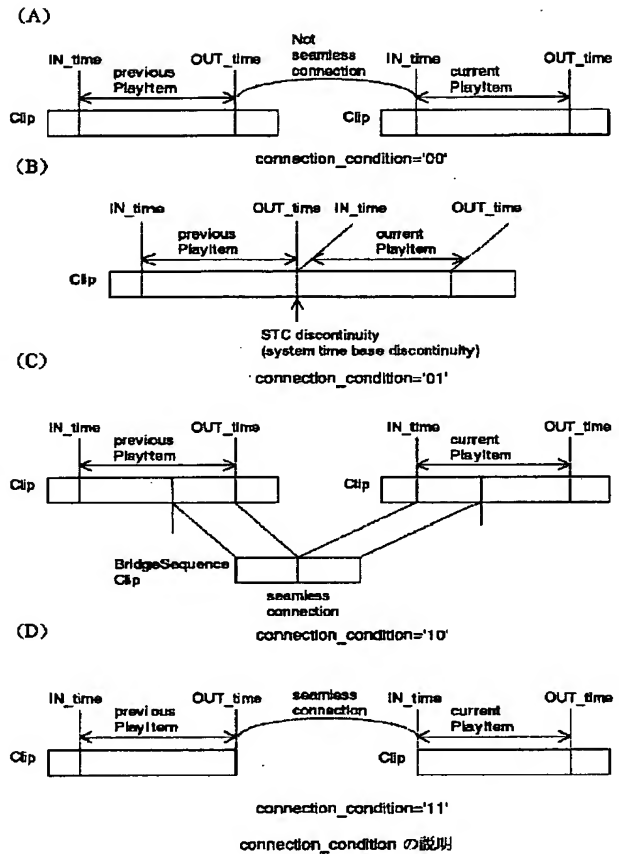 (A)
Not
seamless
connection
IN_time
previous
PlayItem
OUT_time
IN_time
current
PlayItem
OUT_time
Clip
Clip
connection_condition='00'
(B)
IN_time
previous
PlayItem
OUT_time
IN_time
current
PlayItem
OUT_time
Clip
STC discontinuity
(system time base discontinuity)
connection_condition='01'
(C)
IN_time
previous
PlayItem
OUT_time
IN_time
current
PlayItem
OUT_time
Clip
Clip
BridgeSequence
Clip
seamless
connection
connection_condition='10'
(D)
IN_time
previous
PlayItem
OUT_time
seamless
connection
IN_time
current
PlayItem
OUT_time
Clip
Clip
connection_condition='11'
connection_condition の説明